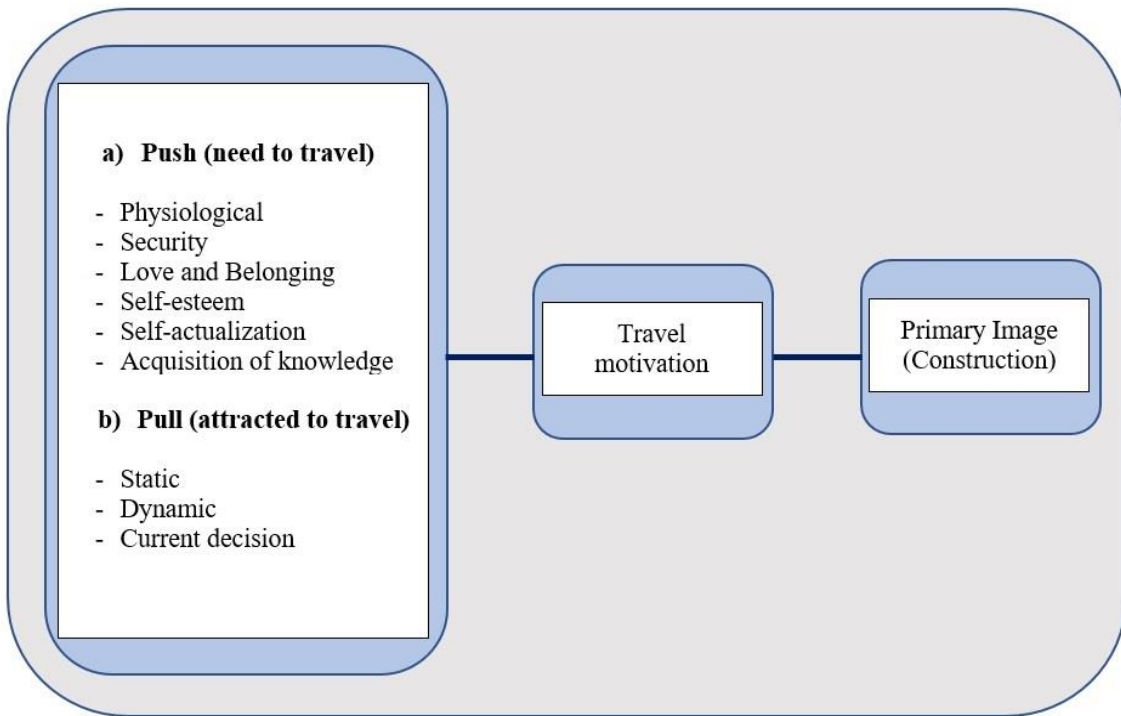 a) Push (need to travel)
- Physiological
- Security
- Love and Belonging
- Self-esteem
- Self-actualization
- Acquisition of knowledge
b) Pull (attracted to travel)
- Static
- Dynamic
- Current decision
Travel
motivation
Primary Image
(Construction)